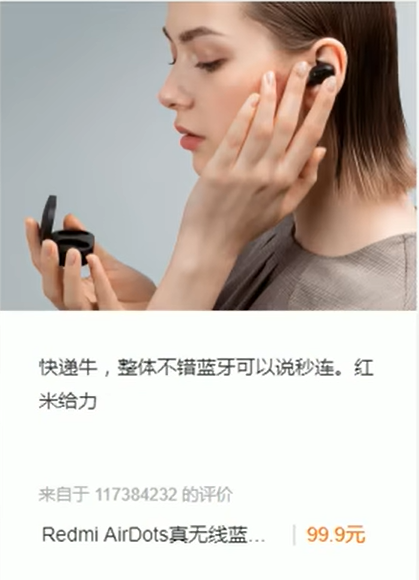 快递牛，整体不错蓝牙可以说秒连。红
米给力
来自于 117384232 的评价
Redmi AirDots真无线蓝... | 99.9元